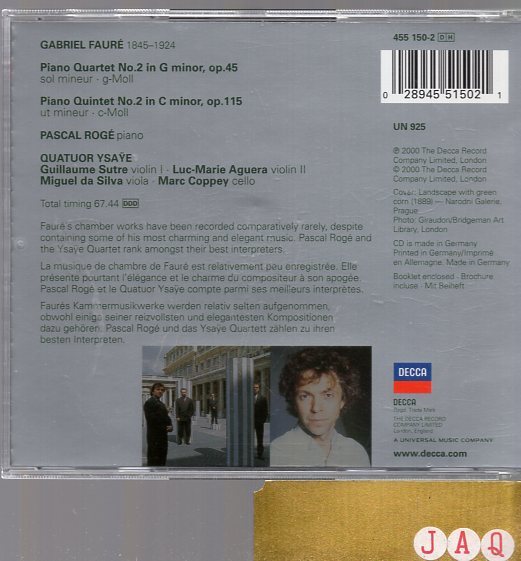 GABRIEL FAURÉ 1845–1924
Piano Quartet No.2 in G minor, op.45
sol mineur · g-Moll
Piano Quintet No.2 in C minor, op.115
ut mineur · c-Moll
PASCAL ROGÉ piano
QUATUOR YSAŸE
Guillaume Sutre violin I · Luc-Marie Aguera violin II
Miguel da Silva viola · Marc Coppey cello
Total timing 67.44 DDD
Fauré's chamber works have been recorded comparatively rarely, despite
containing some of his most charming and elegant music. Pascal Rogé and
the Ysaÿe Quartet rank amongst their best interpreters.
La musique de chambre de Fauré est relativement peu enregistrée. Elle
présente pourtant l'élégance et le charme du compositeur à son apogée.
Pascal Rogé et le Quatuor Ysaÿe compte parmi ses meilleurs interprètes.
Faurés Kammermusikwerke werden relativ selten aufgenommen,
obwohl einige seiner reizvollsten und elegantesten Kompositionen
dazu gehören. Pascal Rogé und das Ysaÿe Quartett zählen zu ihren
besten Interpreten.
455 150-2 DH
0 28945 51502 1
UN 925
℗ 2000 The Decca Record
Company Limited, London
© 2000 The Decca Record
Company Limited, London
Cover: Landscape with green
corn (1889) — Narodni Galerie,
Prague
Photo: Giraudon/Bridgeman Art
Library, London
CD is made in Germany
Printed in Germany/Imprimé
en Allemagne. Made in Germany
Booklet enclosed · Brochure
incluse · Mit Beiheft
DECCA
DECCA
Regd. Trade Mark
THE DECCA RECORD
COMPANY LIMITED
London, England
A UNIVERSAL MUSIC COMPANY
www.decca.com
JAQ